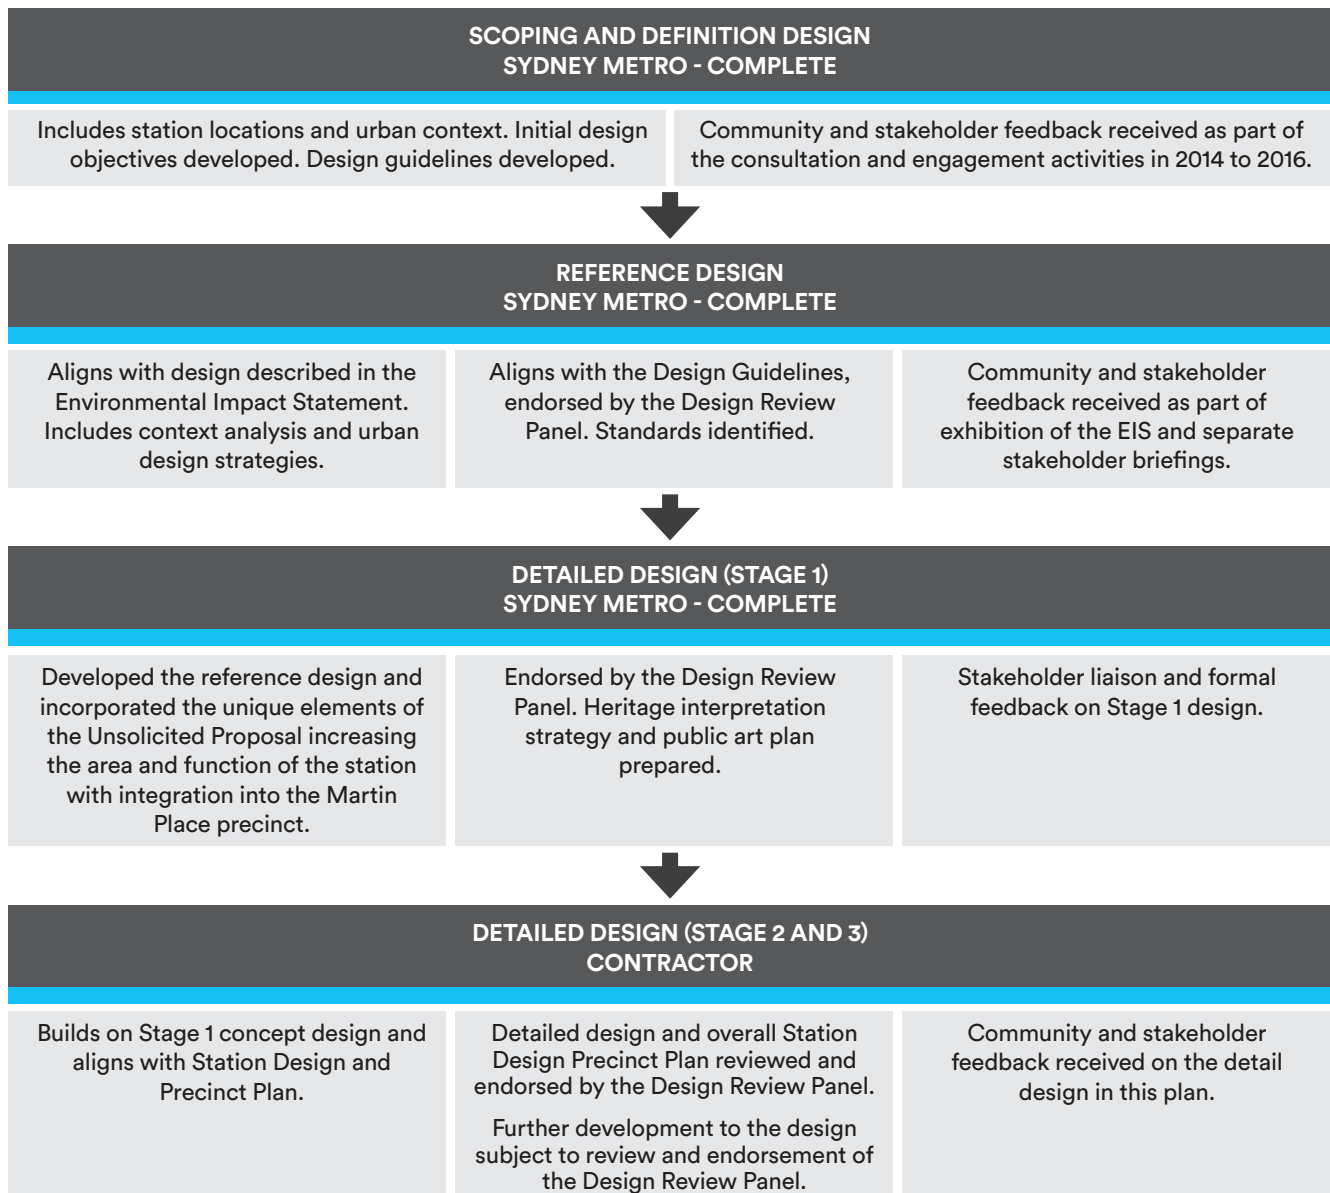 SCOPING AND DEFINITION DESIGN
SYDNEY METRO - COMPLETE
Includes station locations and urban context. Initial design
objectives developed. Design guidelines developed.
Community and stakeholder feedback received as part of
the consultation and engagement activities in 2014 to 2016.
REFERENCE DESIGN
SYDNEY METRO - COMPLETE
Aligns with design described in the
Environmental Impact Statement.
Includes context analysis and urban
design strategies.
Aligns with the Design Guidelines,
endorsed by the Design Review
Panel. Standards identified.
Community and stakeholder
feedback received as part of
exhibition of the EIS and separate
stakeholder briefings.
DETAILED DESIGN (STAGE 1)
SYDNEY METRO - COMPLETE
Developed the reference design and
incorporated the unique elements of
the Unsolicited Proposal increasing
the area and function of the station
with integration into the Martin
Place precinct.
Endorsed by the Design Review
Panel. Heritage interpretation
strategy and public art plan
prepared.
Stakeholder liaison and formal
feedback on Stage 1 design.
DETAILED DESIGN (STAGE 2 AND 3)
CONTRACTOR
Builds on Stage 1 concept design and
aligns with Station Design and
Precinct Plan.
Detailed design and overall Station
Design Precinct Plan reviewed and
endorsed by the Design Review Panel.
Further development to the design
subject to review and endorsement of
the Design Review Panel.
Community and stakeholder
feedback received on the detail
design in this plan.